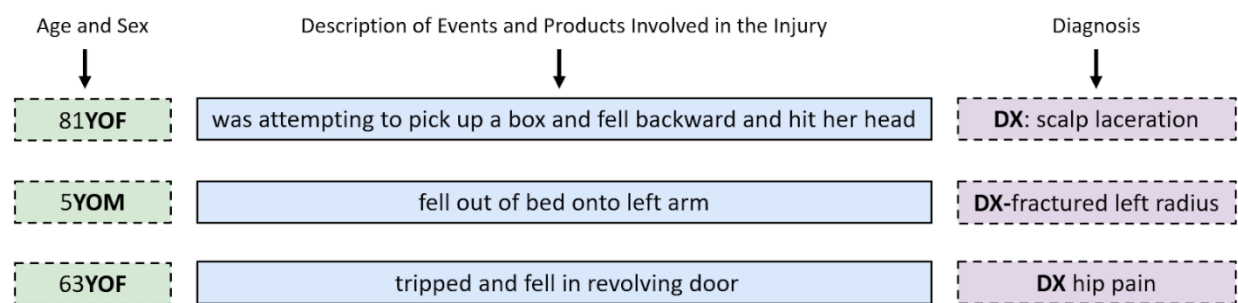 Age and Sex Description of Events and Products Involved in the Injury Diagnosis
81YOF was attempting to pick up a box and fell backward and hit her head DX: scalp laceration
5YOM fell out of bed onto left arm DX-fractured left radius
63YOF tripped and fell in revolving door DX hip pain